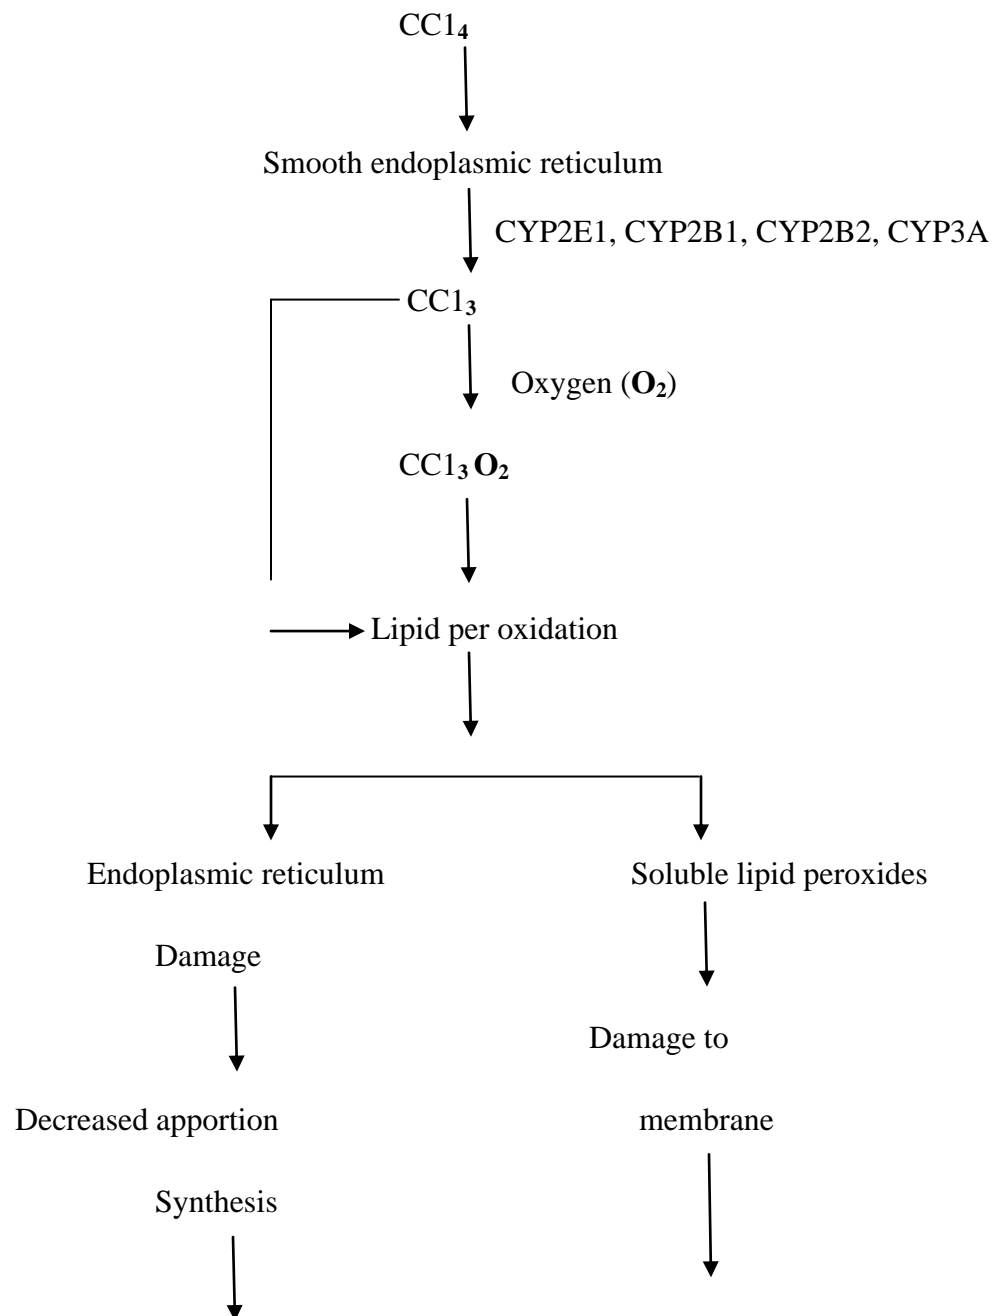 CC1₄
Smooth endoplasmic reticulum
CYP2E1, CYP2B1, CYP2B2, CYP3A
CC1₃
Oxygen (O₂)
CC1₃ O₂
Lipid per oxidation
Endoplasmic reticulum
Soluble lipid peroxides
Damage
Damage to
Decreased apportion
membrane
Synthesis